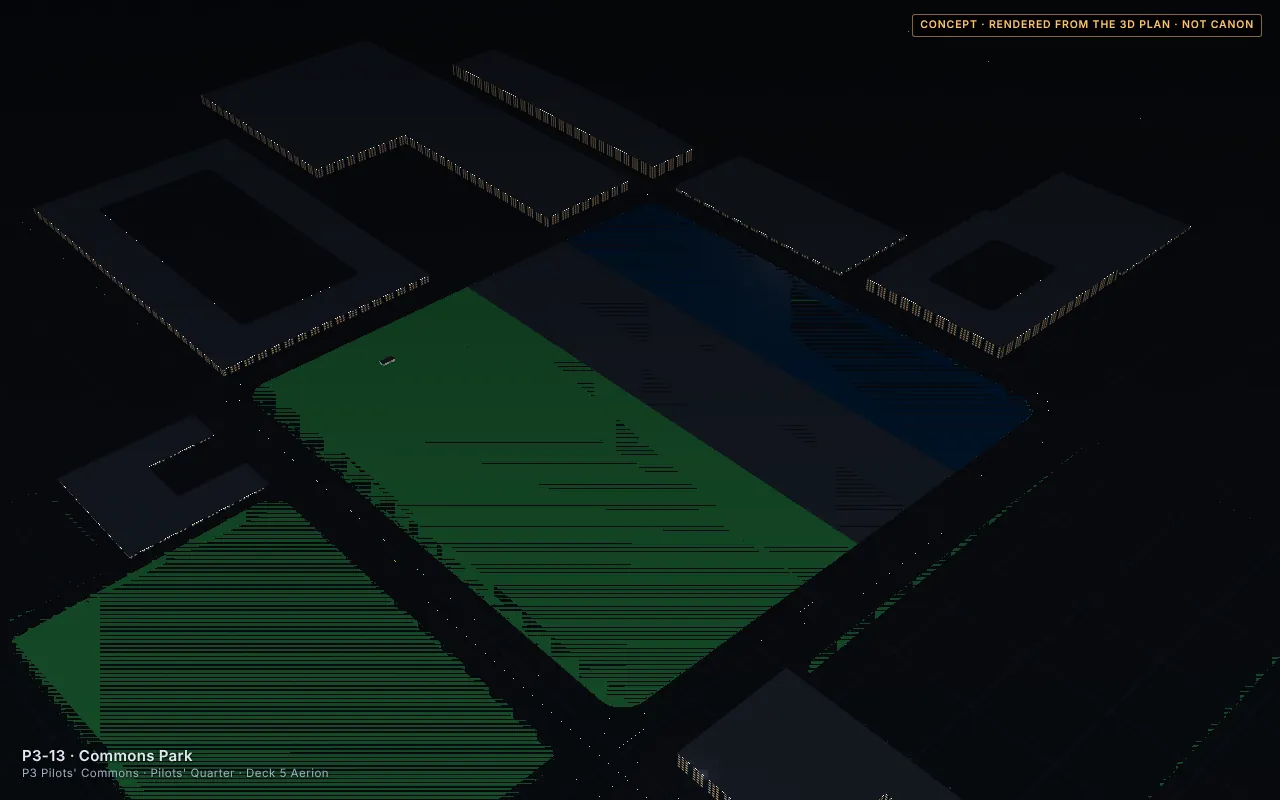 CONCEPT · RENDERED FROM THE 3D PLAN · NOT CANON
P3-13 · Commons Park
P3 Pilots' Commons · Pilots' Quarter · Deck 5 Aerion